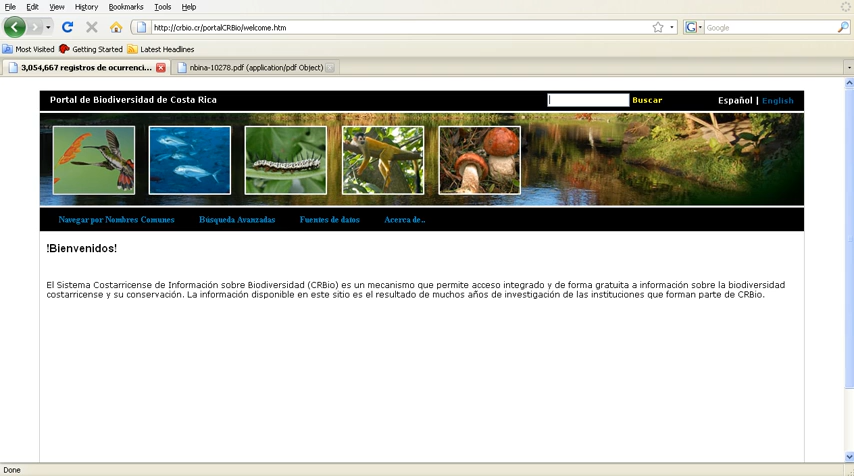 File Edit View History Bookmarks Tools Help
http://crbio.cr/portalCRBio/welcome.htm
Google
Most Visited Getting Started Latest Headlines
3,054,667 registros de ocurrenci... nbina-10278.pdf (application/pdf Object)
Portal de Biodiversidad de Costa Rica Buscar Español | English
Navegar por Nombres Comunes Búsqueda Avanzadas Fuentes de datos Acerca de..
!Bienvenidos!
El Sistema Costarricense de Información sobre Biodiversidad (CRBio) es un mecanismo que permite acceso integrado y de forma gratuita a información sobre la biodiversidad
costarricense y su conservación. La información disponible en este sitio es el resultado de muchos años de investigación de las instituciones que forman parte de CRBio.
Done